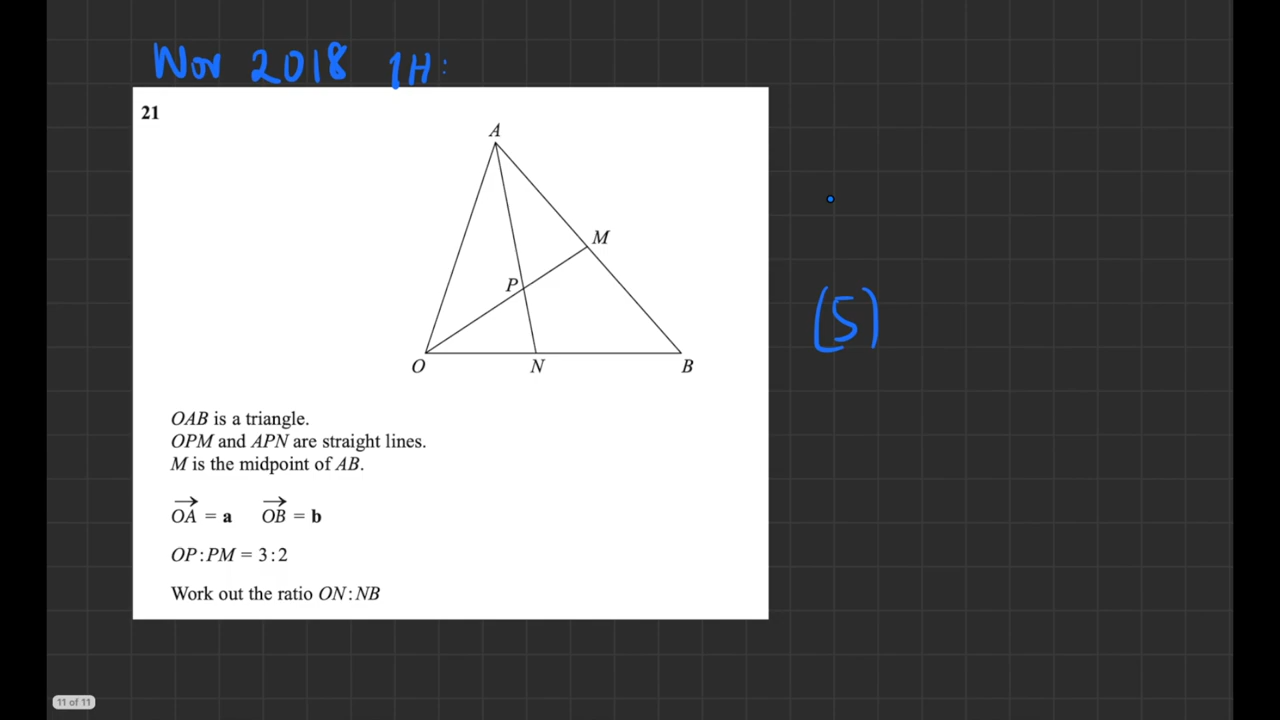 Nov 2018 1H:
21
A
M
P
O
N
B
(5)
OAB is a triangle.
OPM and APN are straight lines.
M is the midpoint of AB.
→OA = a →OB = b
OP:PM = 3:2
Work out the ratio ON:NB
11 of 11